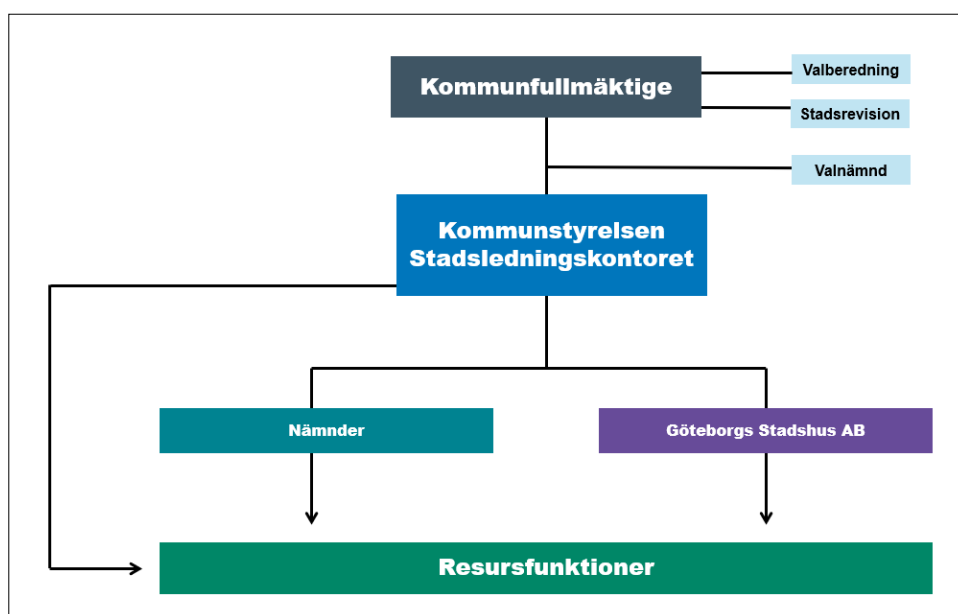 Kommunfullmäktige
Valberedning
Stadsrevision
Valnämnd
Kommunstyrelsen
Stadsledningskontoret
Nämnder
Göteborgs Stadshus AB
Resursfunktioner